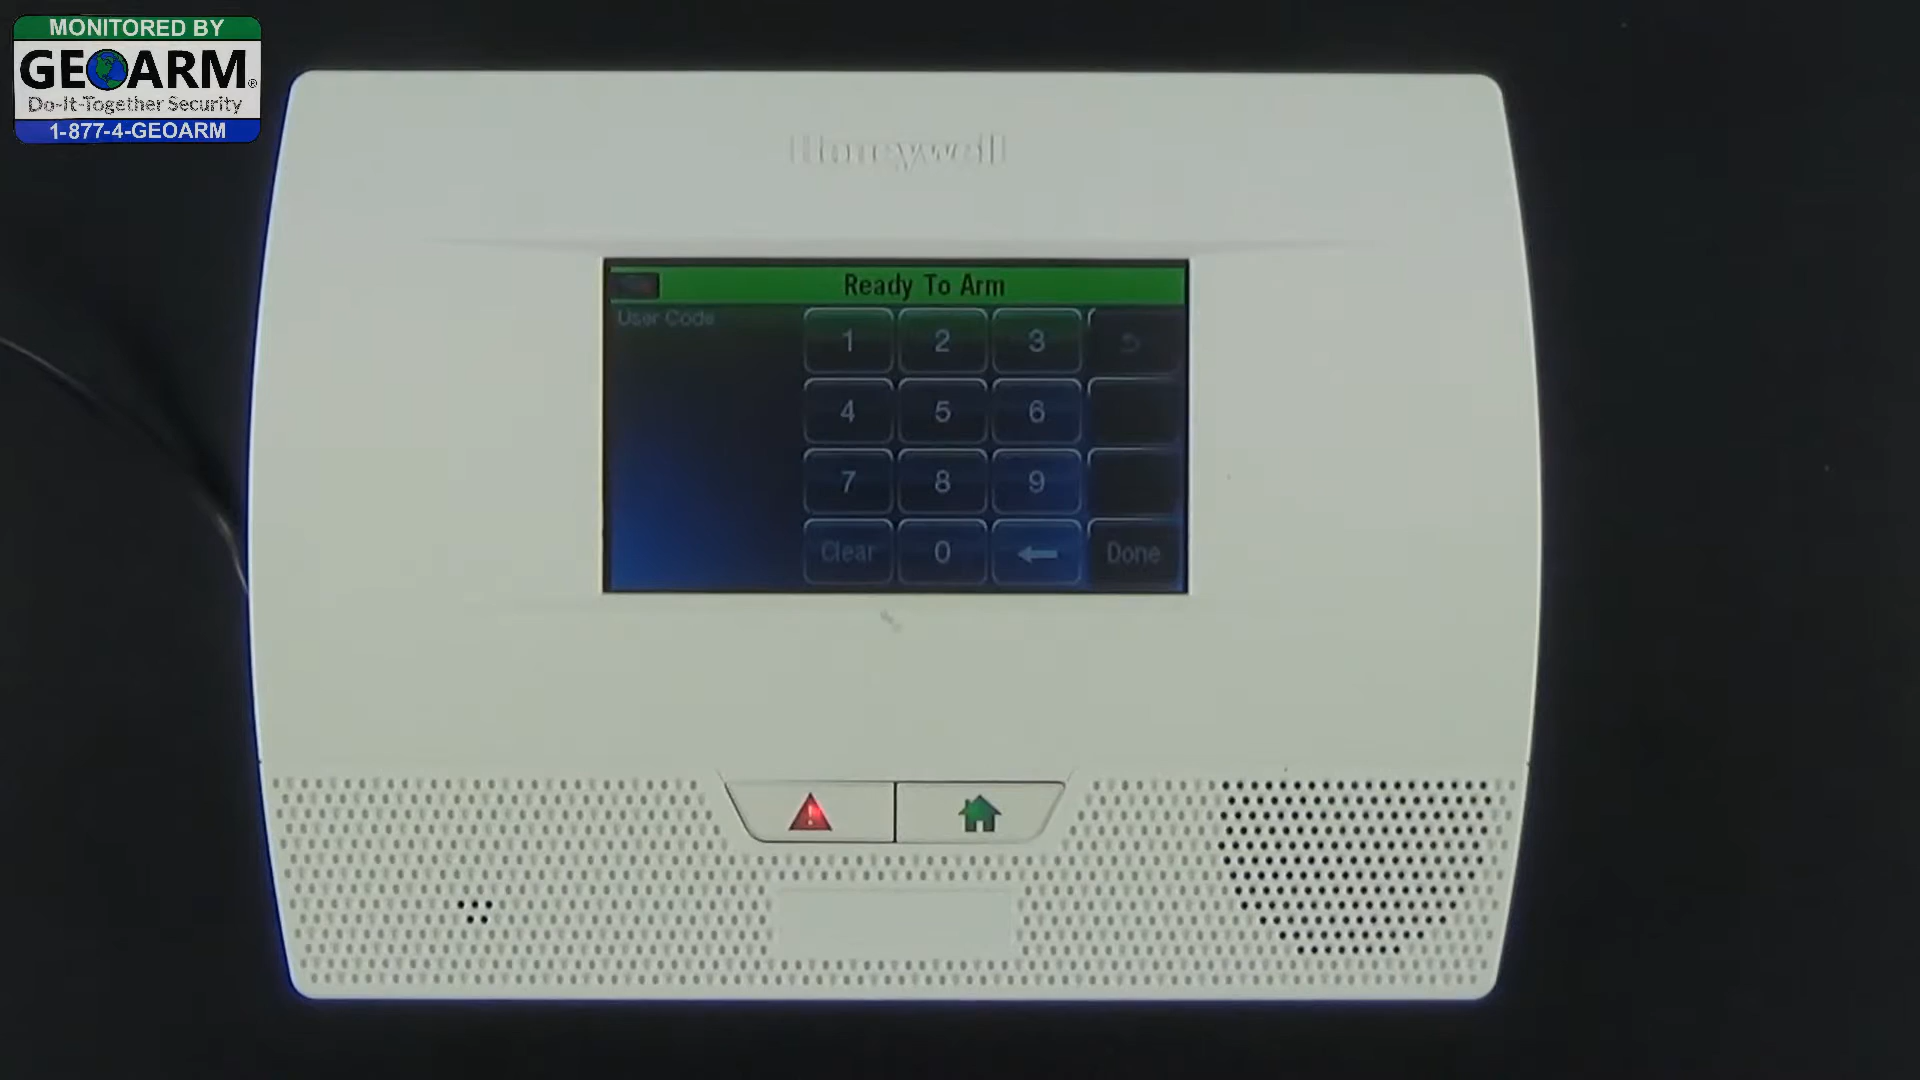 MONITORED BY
GEOARM®
Do-It-Together Security
1-877-4-GEOARM
Honeywell
Ready To Arm
User Code
1 2 3
4 5 6
7 8 9
Clear 0 Done